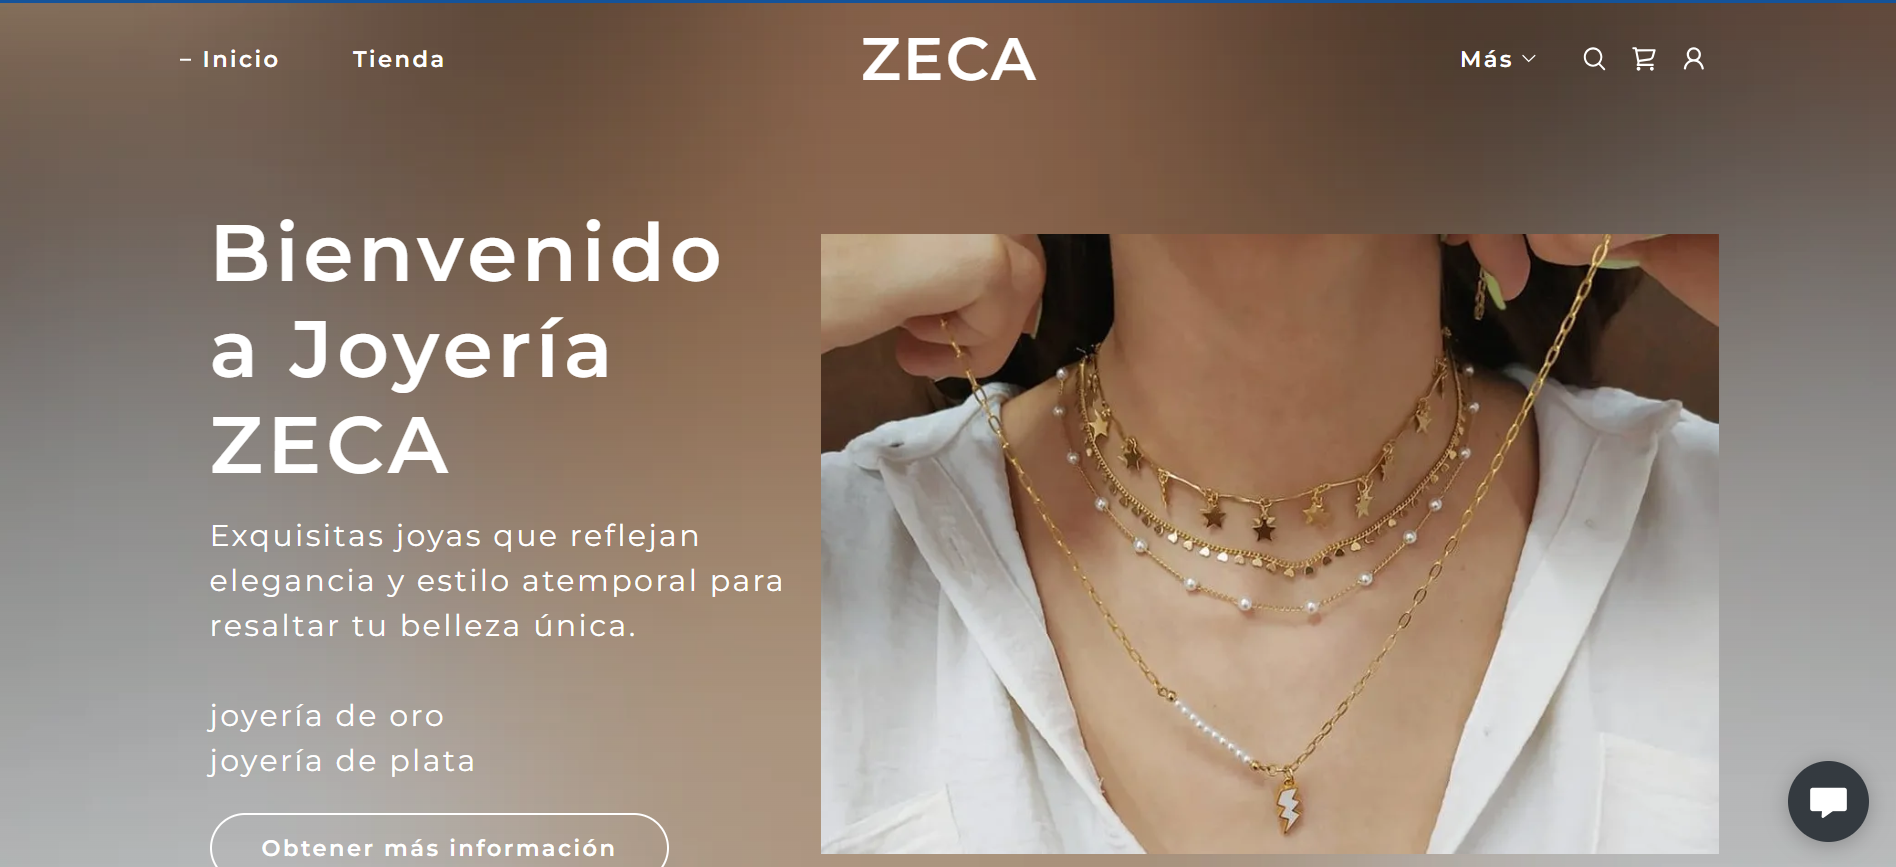 – Inicio
Tienda
ZECA
Más
Bienvenido
a Joyería
ZECA
Exquisitas joyas que reflejan
elegancia y estilo atemporal para
resaltar tu belleza única.
joyería de oro
joyería de plata
Obtener más información